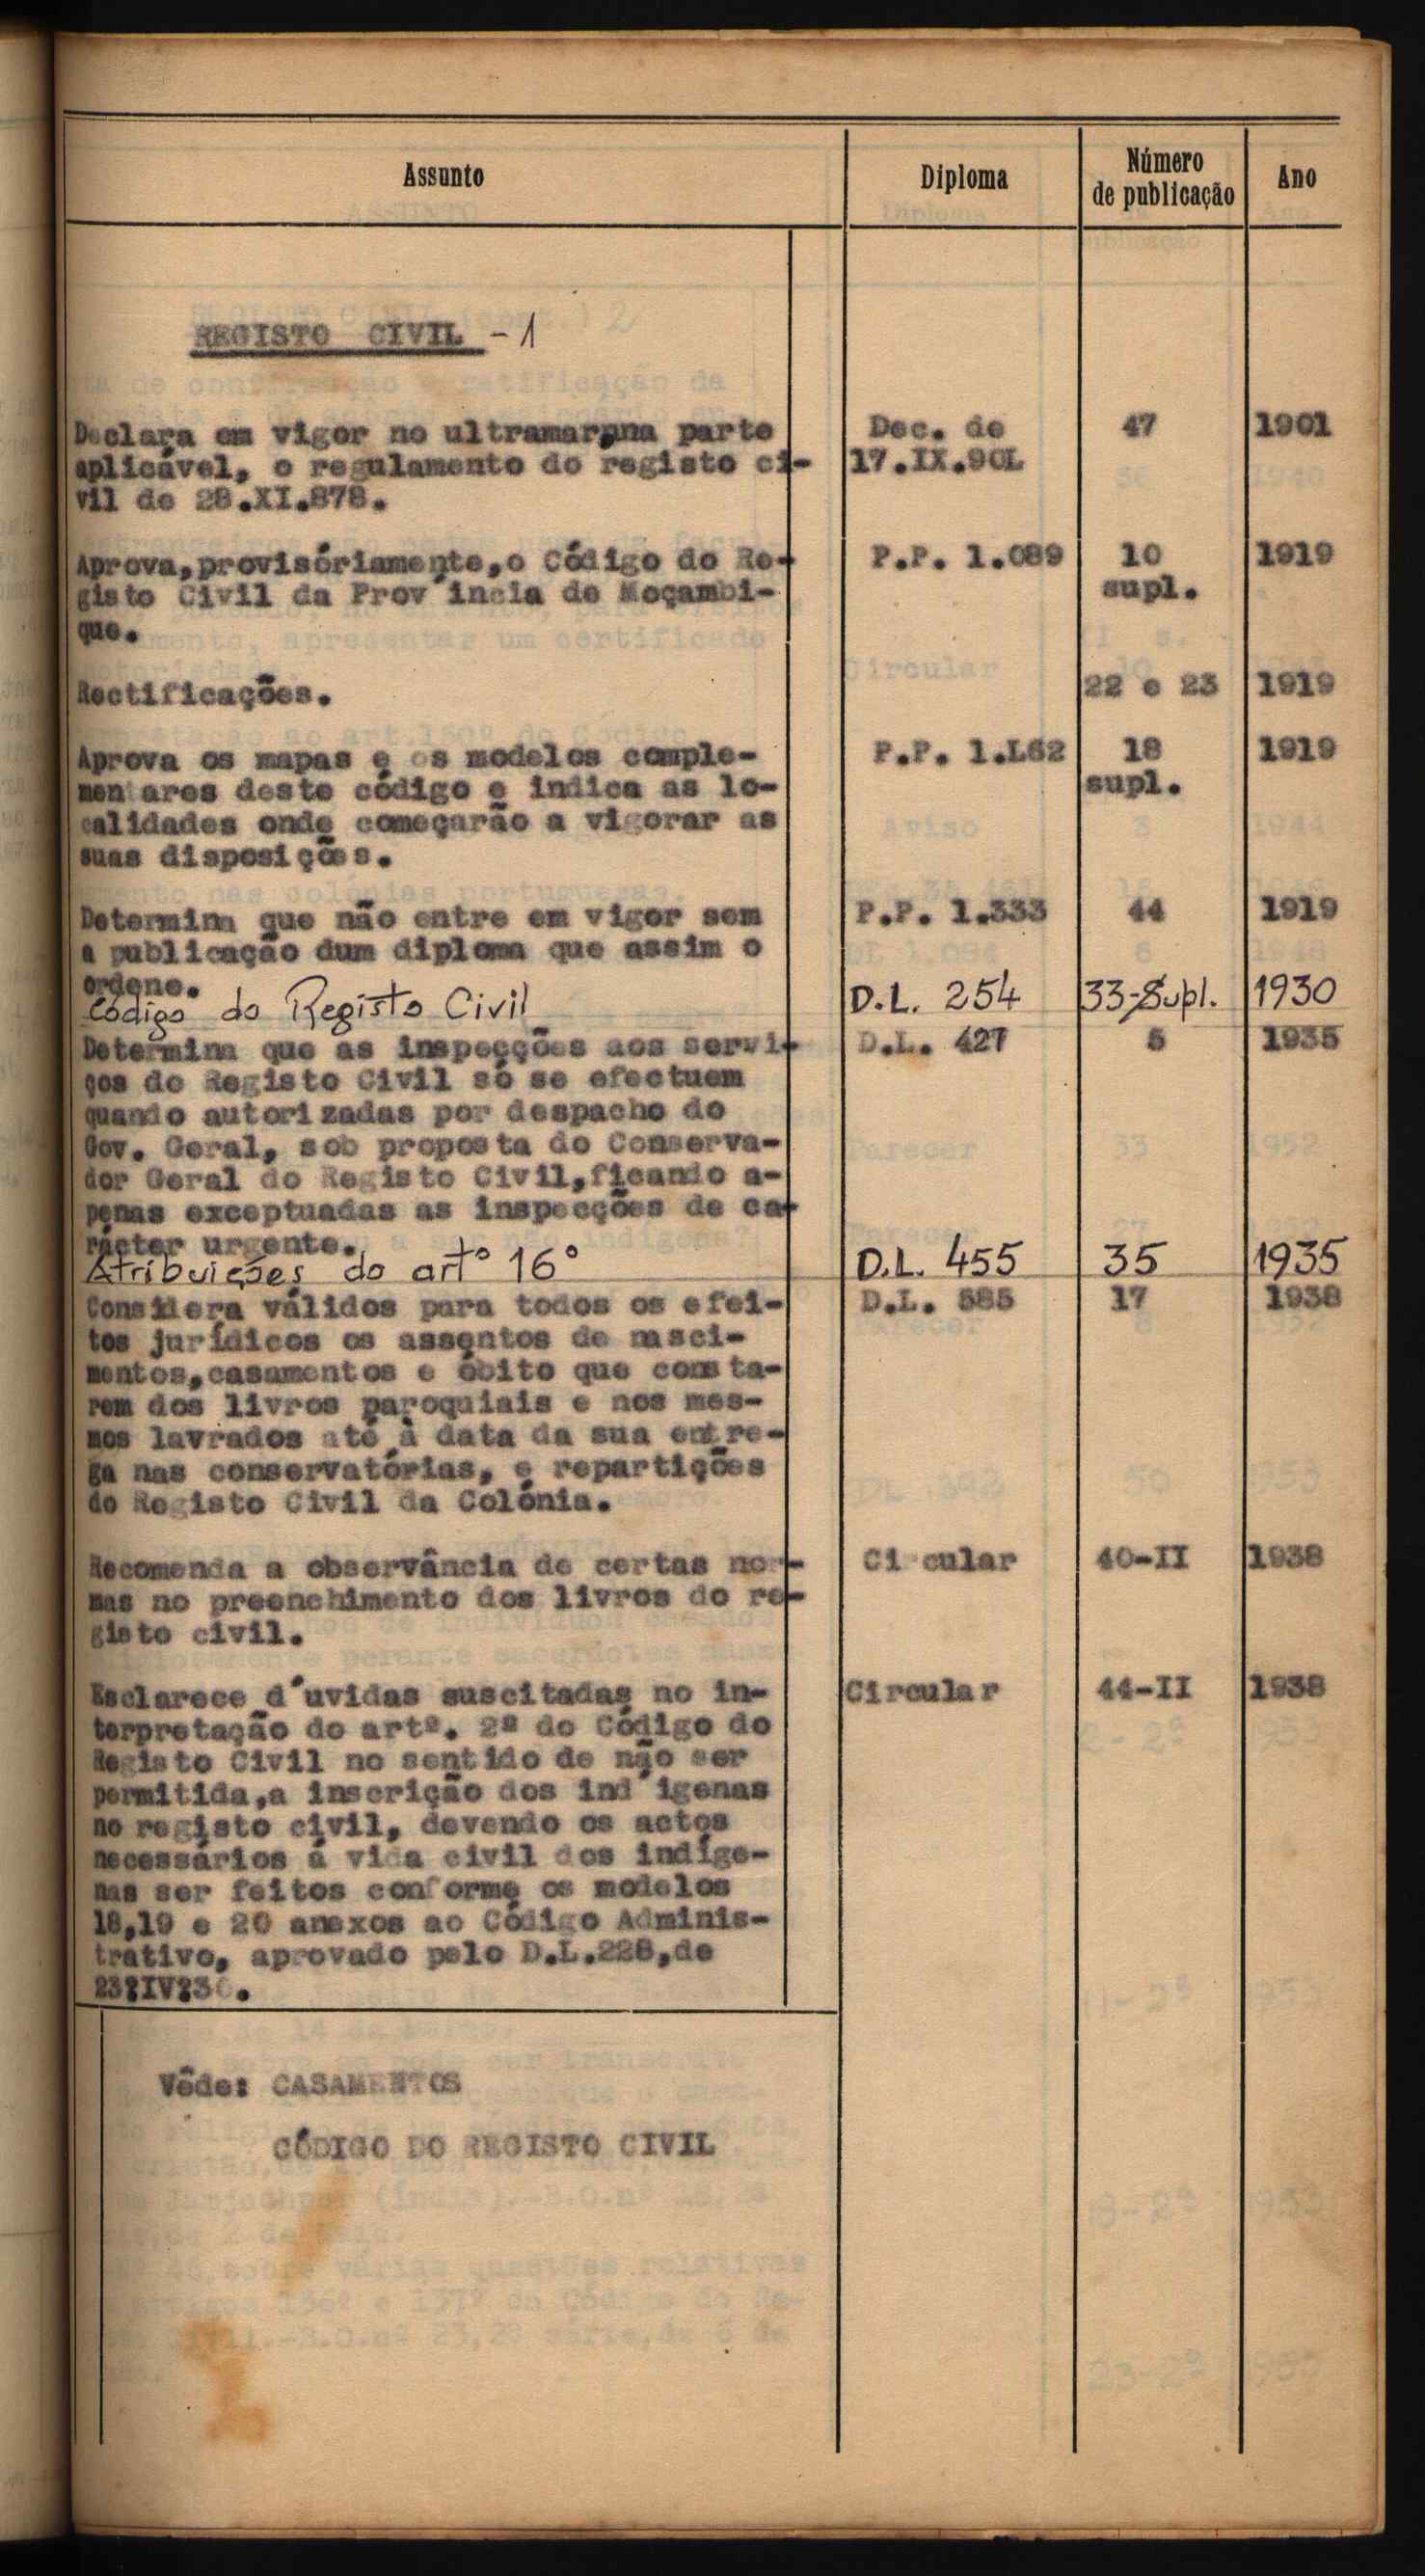 Assunto Diploma Número de publicação Ano
REGISTO CIVIL - 1
Declara em vigor no ultramar,na parte Dec. de 47 1901
aplicável, o regulamento do registo ci- 17.IX.90L
vil de 28.XI.878.
Aprova,provisóriamente,o Código do Re- P.P. 1.089 10 1919
gisto Civil da Prov´incia de Moçambi- supl.
que.
Rectificações. 22 e 23 1919
Aprova os mapas e os modelos comple- P.P. 1.L62 18 1919
mentares deste código e indica as lo- supl.
calidades onde começarão a vigorar as
suas disposições.
Determina que não entre em vigor sem P.P. 1.333 44 1919
a publicação dum diploma que assim o
ordene.
Código do Registo Civil D.L. 254 33-Supl. 1930
Determina que as inspecções aos servi- D.L. 427 5 1935
ços do Registo Civil só se efectuem
quando autorizadas por despacho do
Gov. Geral, sob proposta do Conserva-
dor Geral do Registo Civil,ficando a-
penas exceptuadas as inspecções de ca-
rácter urgente.
Atribuições do artº 16º D.L. 455 35 1935
Considera válidos para todos os efei- D.L. 585 17 1938
tos jurídicos os assentos de nasci-
mentos,casamentos e óbito que consta-
rem dos livros paroquiais e nos mes-
mos lavrados até à data da sua entre-
ga nas conservatórias, e repartições
do Registo Civil da Colónia.
Recomenda a observância de certas nor- Circular 40-II 1938
mas no preenchimento dos livros do re-
gisto civil.
Esclarece d´uvidas suscitadas no in- Circular 44-II 1938
terpretação do artº. 2º do Código do
Registo Civil no sentido de não ser
permitida,a inscrição dos ind´igenas
no registo civil, devendo os actos
necessários á vida civil dos indíge-
nas ser feitos conforme os modelos
18,19 e 20 anexos ao Código Adminis-
trativo, aprovado pelo D.L.228,de
23?IV?30.
Vêde: CASAMENTOS
CÓDIGO DO REGISTO CIVIL